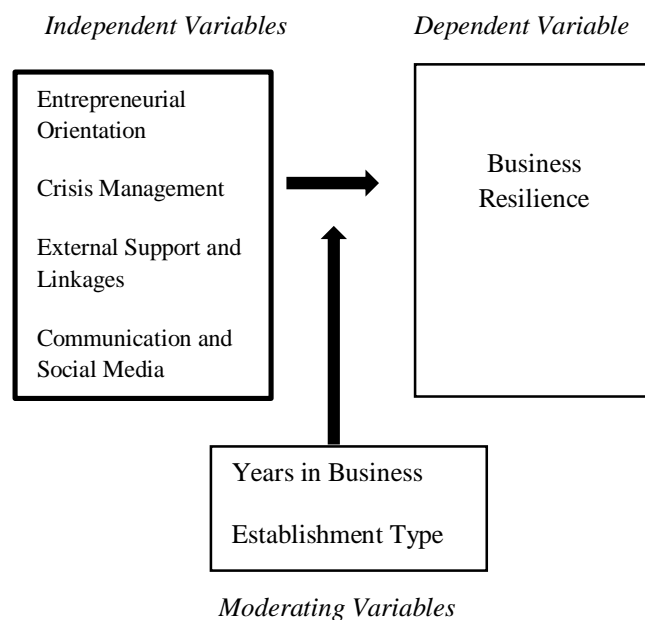 Independent Variables
Dependent Variable
Entrepreneurial
Orientation
Crisis Management
External Support and
Linkages
Communication and
Social Media
Business
Resilience
Years in Business
Establishment Type
Moderating Variables